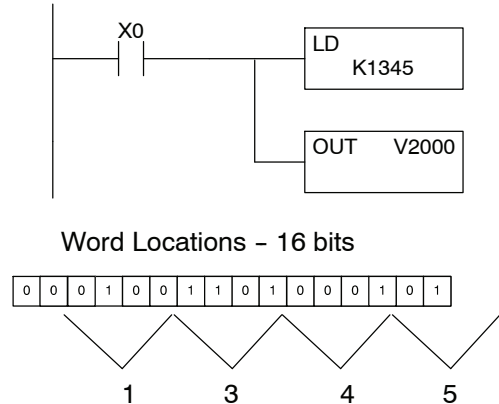 X0
LD
K1345
OUT V2000
Word Locations – 16 bits
0 0 0 1 0 0 1 1 0 1 0 0 0 1 0 1
1 3 4 5